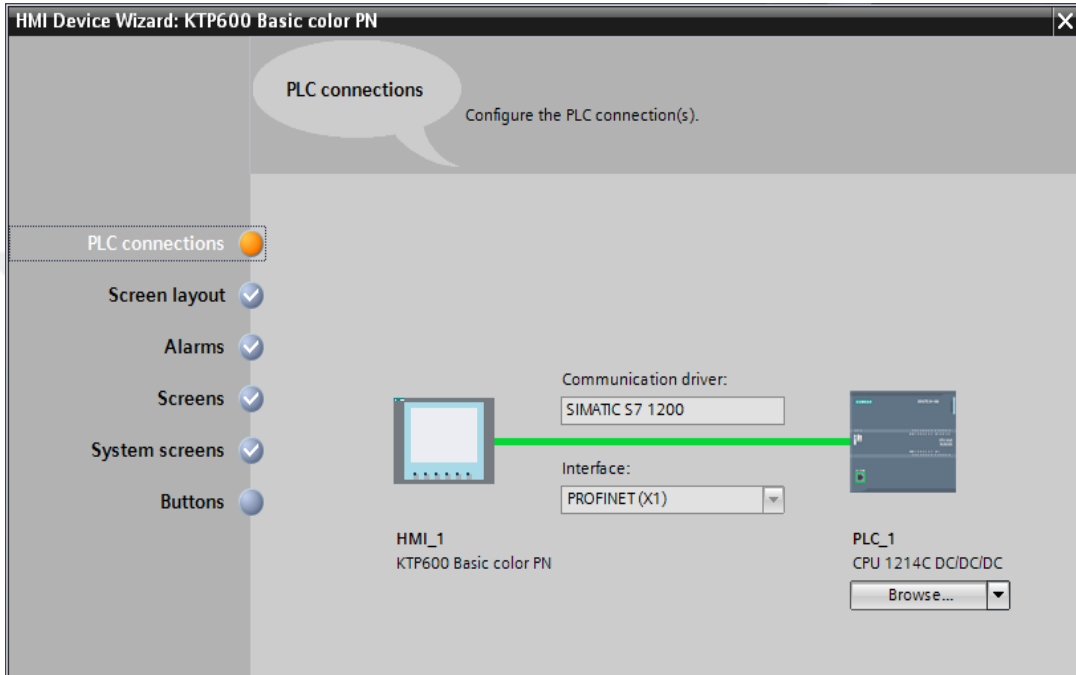 HMI Device Wizard: KTP600 Basic color PN
PLC connections
Configure the PLC connection(s).
PLC connections
Screen layout
Alarms
Screens
System screens
Buttons
Communication driver:
SIMATIC S7 1200
Interface:
PROFINET (X1)
HMI_1
KTP600 Basic color PN
PLC_1
CPU 1214C DC/DC/DC
Browse...